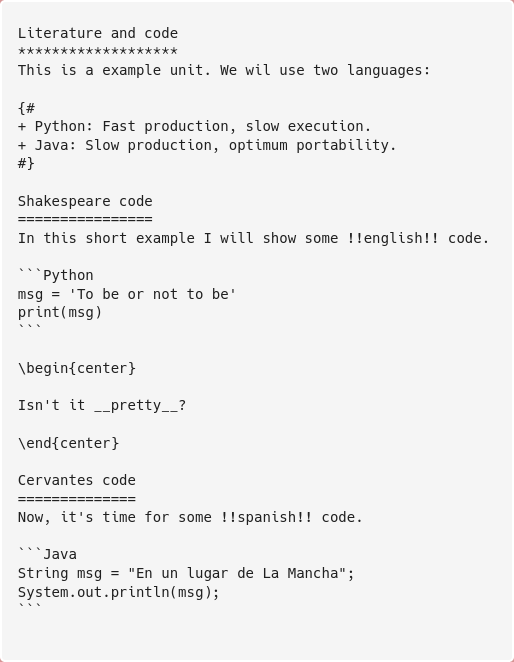 Literature and code
*******************
This is a example unit. We wil use two languages:
{#
+ Python: Fast production, slow execution.
+ Java: Slow production, optimum portability.
#}
Shakespeare code
================
In this short example I will show some !!english!! code.
```Python
msg = 'To be or not to be'
print(msg)
```
\begin{center}
Isn't it __pretty__?
\end{center}
Cervantes code
==============
Now, it's time for some !!spanish!! code.
```Java
String msg = "En un lugar de La Mancha";
System.out.println(msg);
```